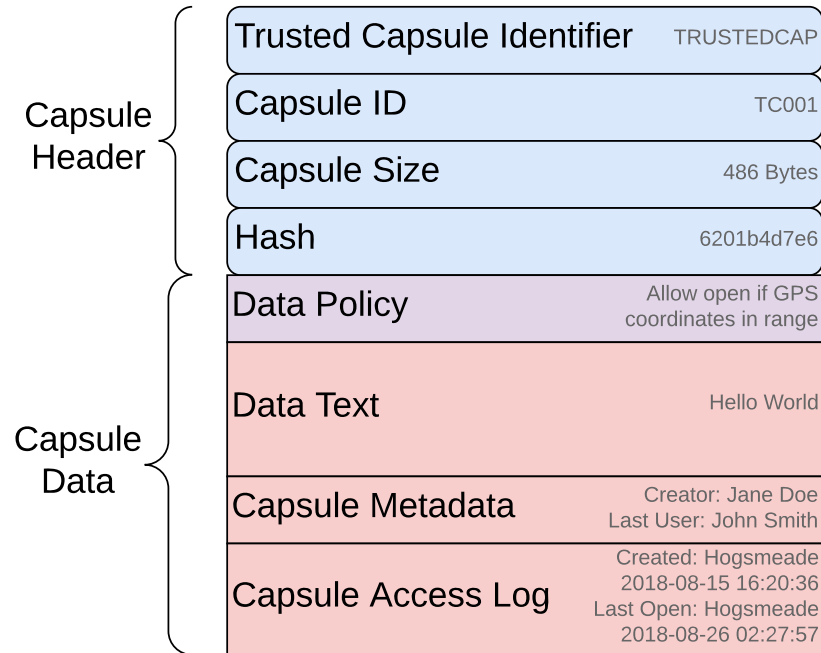 Capsule
Header
Trusted Capsule Identifier TRUSTEDCAP
Capsule ID TC001
Capsule Size 486 Bytes
Hash 6201b4d7e6
Capsule
Data
Data Policy Allow open if GPS
coordinates in range
Data Text Hello World
Capsule Metadata Creator: Jane Doe
Last User: John Smith
Capsule Access Log Created: Hogsmeade
2018-08-15 16:20:36
Last Open: Hogsmeade
2018-08-26 02:27:57